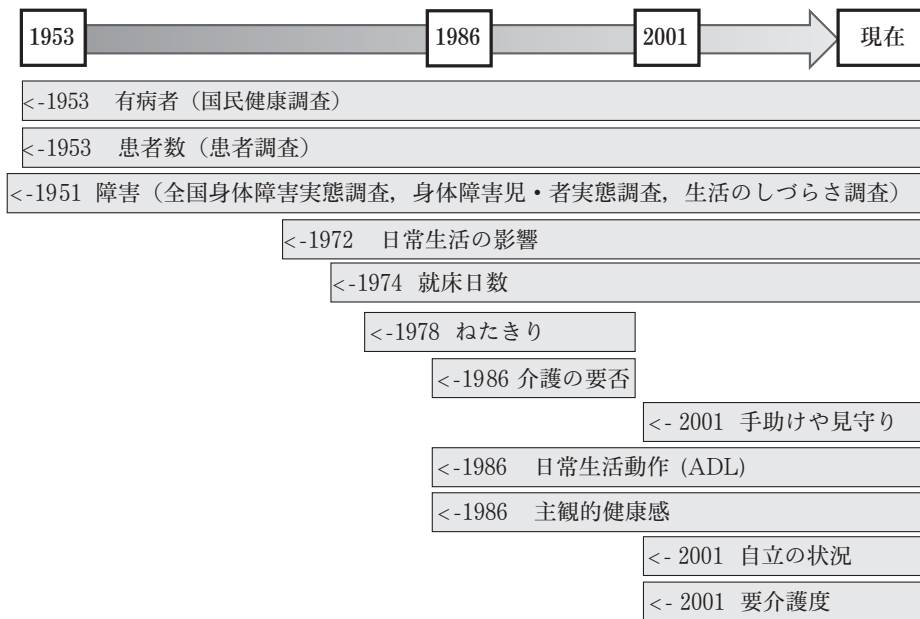 1953 1986 2001 現在
<-1953 有病者（国民健康調査）
<-1953 患者数（患者調査）
<-1951 障害（全国身体障害実態調査，身体障害児・者実態調査，生活のしづらさ調査）
<-1972 日常生活の影響
<-1974 就床日数
<-1978 ねたきり
<-1986 介護の要否
<- 2001 手助けや見守り
<-1986 日常生活動作 (ADL)
<-1986 主観的健康感
<- 2001 自立の状況
<- 2001 要介護度